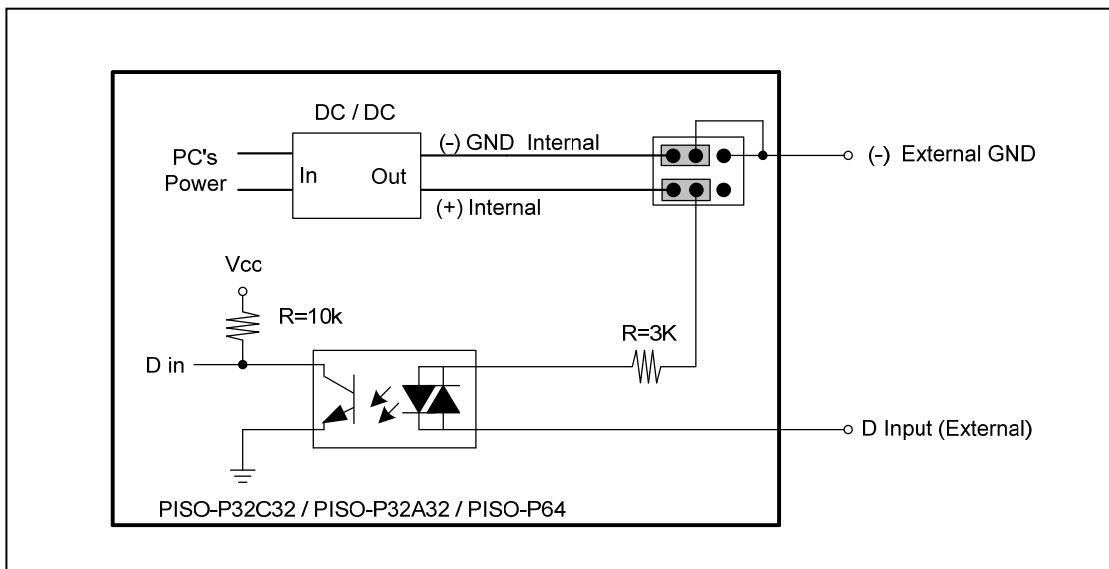 DC / DC
(-) GND Internal
PC's
Power
In
Out
(-) External GND
(+) Internal
Vcc
R=10k
R=3K
D in
D Input (External)
PISO-P32C32 / PISO-P32A32 / PISO-P64